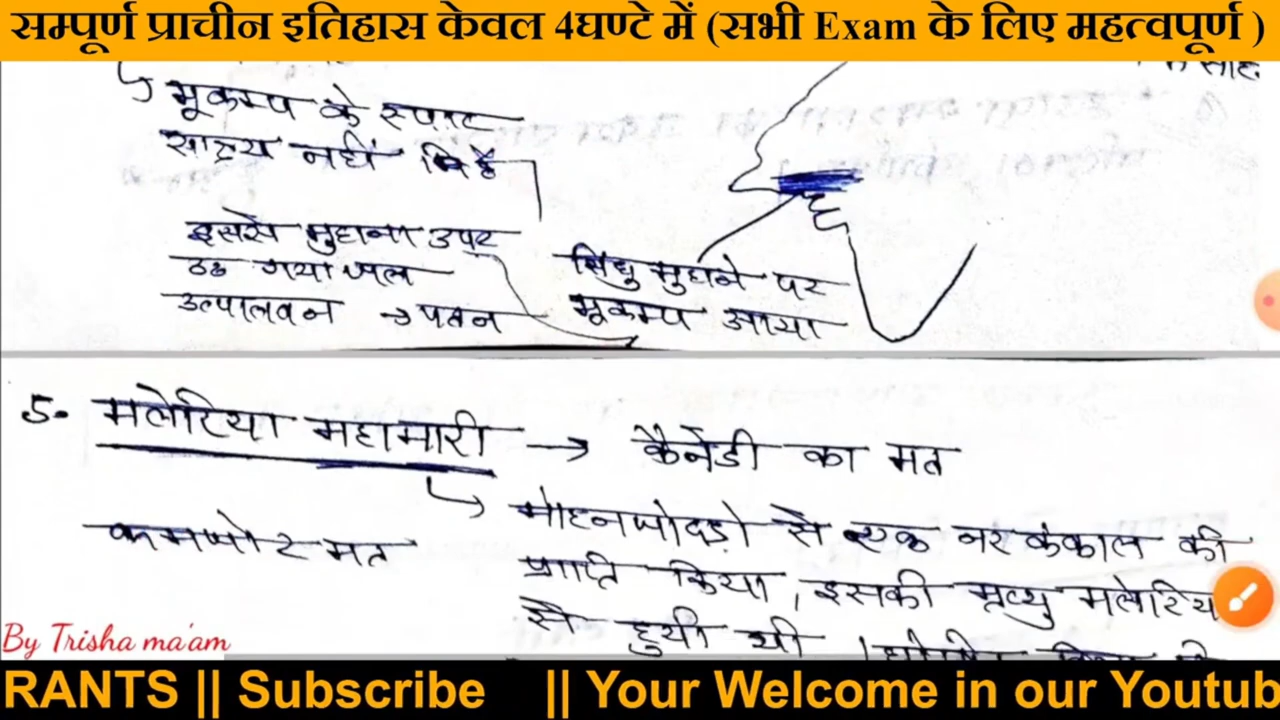 सम्पूर्ण प्राचीन इतिहास केवल 4घण्टे में (सभी Exam के लिए महत्वपूर्ण )
भूकम्प के स्पष्ट
साक्ष्य नहीं है
इससे मुहाना उपर
उठ गया जल
उत्पालवन → पतन
सिंधु मुहाने पर
भूकम्प आया
5. मलेरिया महामारी → कैनेडी का मत
कमजोर मत
मोहनजोदड़ो से एक नर कंकाल की
प्राप्ति किया, इसकी मृत्यु मलेरिय
से हुयी थी
By Trisha ma'am
RANTS || Subscribe || Your Welcome in our Youtub